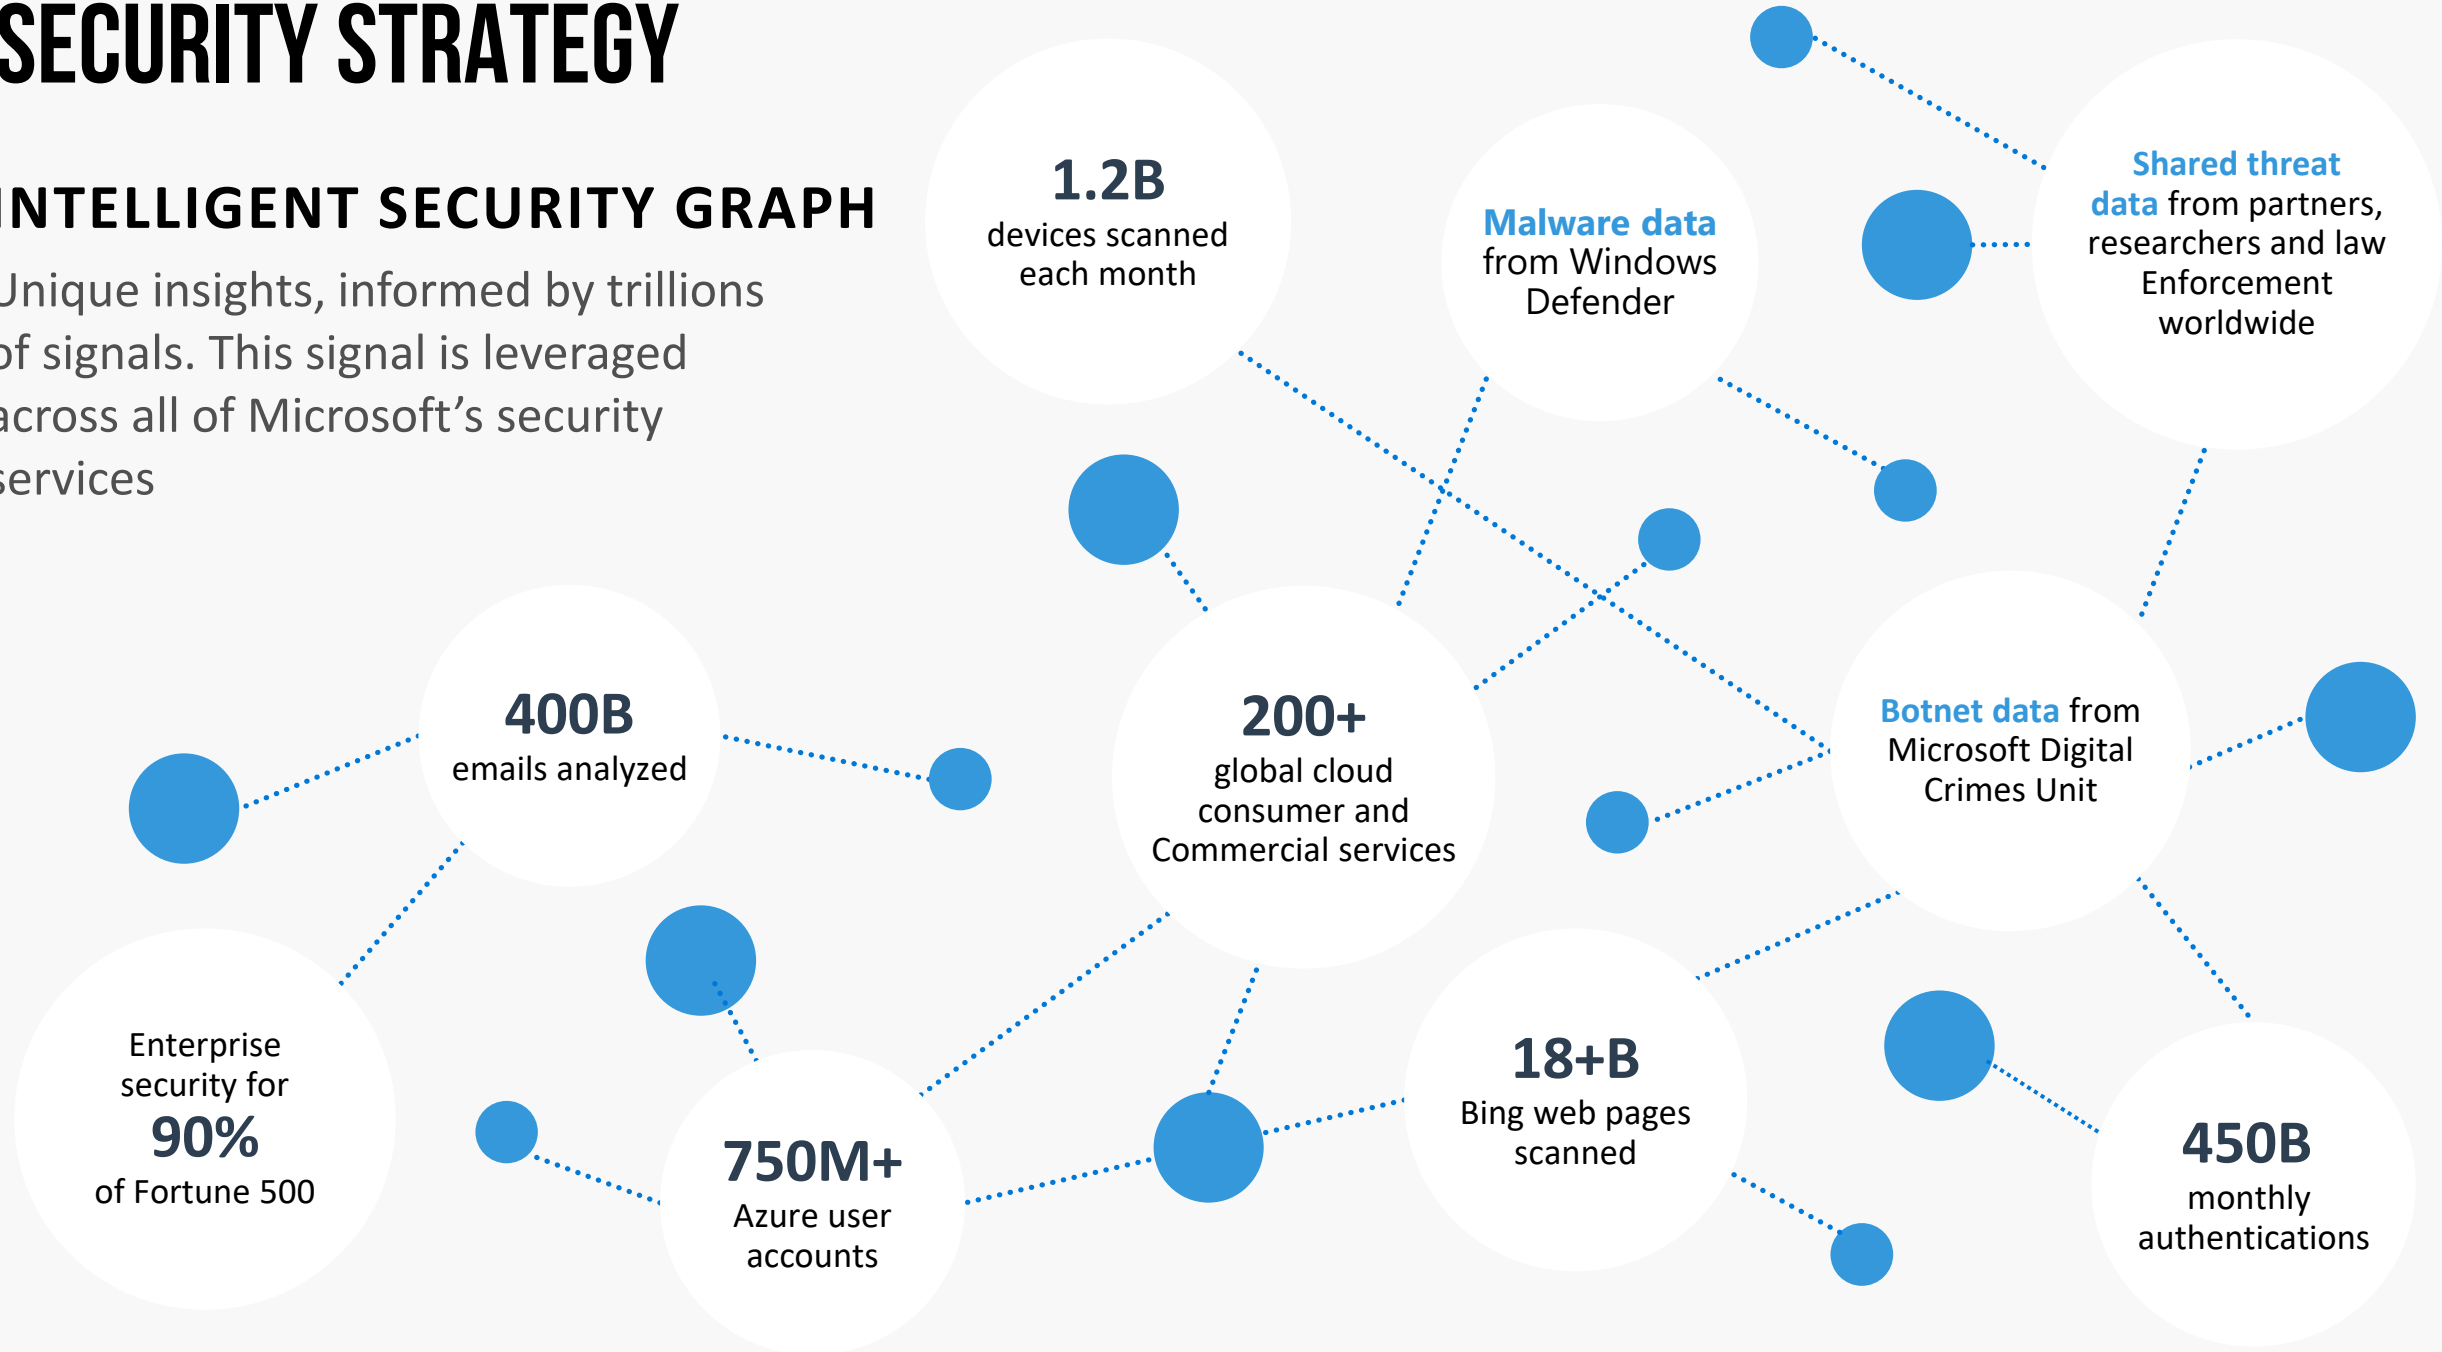 SECURITY STRATEGY
INTELLIGENT SECURITY GRAPH
Unique insights, informed by trillions
of signals. This signal is leveraged
across all of Microsoft’s security
services
1.2B
devices scanned
each month
Malware data
from Windows
Defender
Shared threat
data from partners,
researchers and law
Enforcement
worldwide
400B
emails analyzed
200+
global cloud
consumer and
Commercial services
Botnet data from
Microsoft Digital
Crimes Unit
Enterprise
security for
90%
of Fortune 500
750M+
Azure user
accounts
18+B
Bing web pages
scanned
450B
monthly
authentications